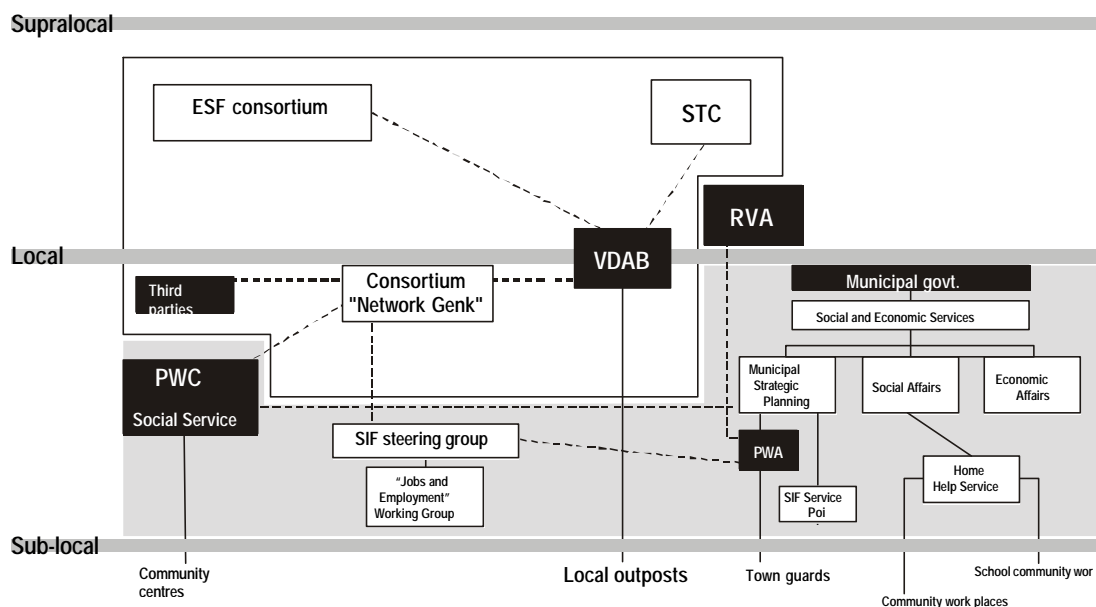 Supralocal
ESF consortium
STC
RVA
Local
VDAB
Third
parties
Consortium
"Network Genk"
Municipal govt.
Social and Economic Services
PWC
Social Service
Municipal
Strategic
Planning
Social Affairs
Economic
Affairs
SIF steering group
PWA
"Jobs and
Employment"
Working Group
SIF Service
Poi
Home
Help Service
Sub-local
Community
centres
Local outposts
Town guards
School community wor
Community work places